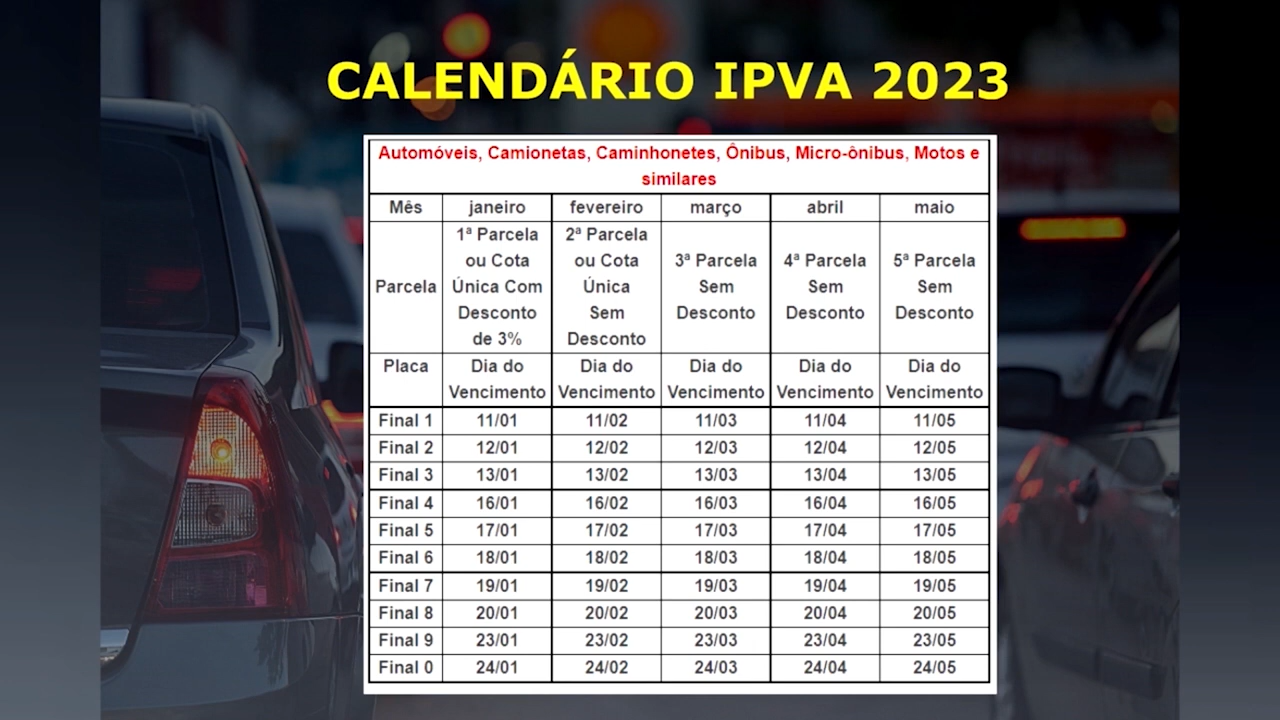 CALENDÁRIO IPVA 2023
Automóveis, Camionetas, Caminhonetes, Ônibus, Micro-ônibus, Motos e
similares
Mês janeiro fevereiro março abril maio
Parcela 1ª Parcela ou Cota Única Com Desconto de 3% 2ª Parcela ou Cota Única Sem Desconto 3ª Parcela Sem Desconto 4ª Parcela Sem Desconto 5ª Parcela Sem Desconto
Placa Dia do Vencimento Dia do Vencimento Dia do Vencimento Dia do Vencimento Dia do Vencimento
Final 1 11/01 11/02 11/03 11/04 11/05
Final 2 12/01 12/02 12/03 12/04 12/05
Final 3 13/01 13/02 13/03 13/04 13/05
Final 4 16/01 16/02 16/03 16/04 16/05
Final 5 17/01 17/02 17/03 17/04 17/05
Final 6 18/01 18/02 18/03 18/04 18/05
Final 7 19/01 19/02 19/03 19/04 19/05
Final 8 20/01 20/02 20/03 20/04 20/05
Final 9 23/01 23/02 23/03 23/04 23/05
Final 0 24/01 24/02 24/03 24/04 24/05